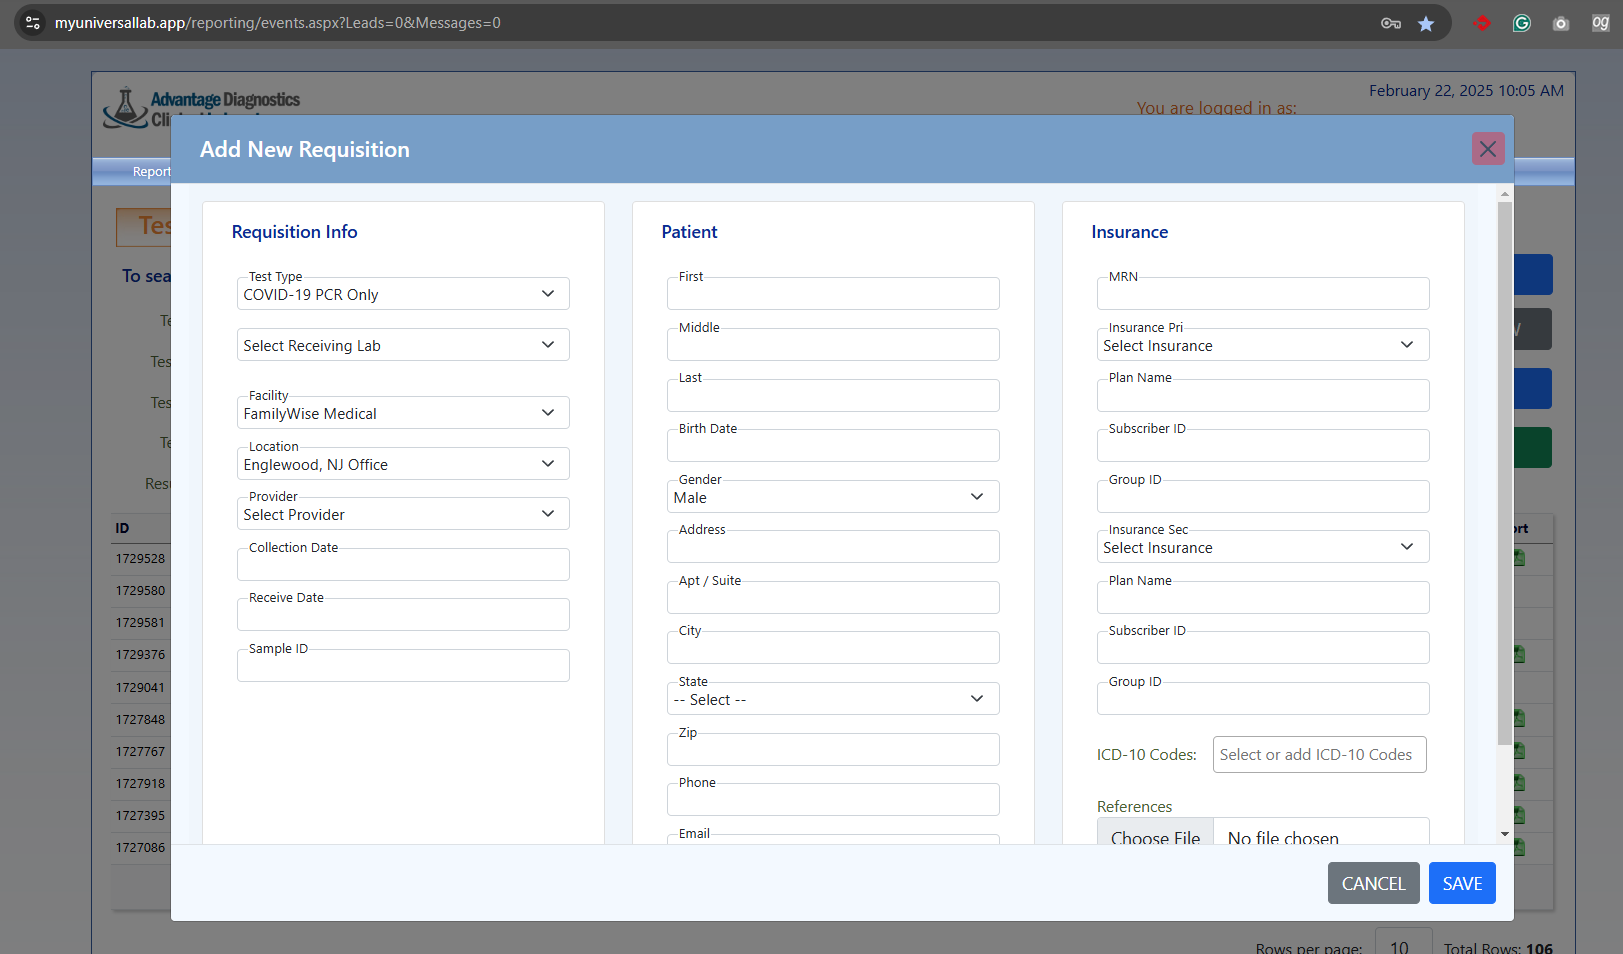 myuniversallab.app/reporting/events.aspx?Leads=0&Messages=0
og
Advantage Diagnostics
February 22, 2025 10:05 AM
You are logged in as:
Add New Requisition
Report
Tes
To sea
Te
Tes
Tes
Te
Resu
ID
1729528
1729580
1729581
1729376
1729041
1727848
1727767
1727918
1727395
1727086
Requisition Info
Test Type
COVID-19 PCR Only
Select Receiving Lab
Facility
FamilyWise Medical
Location
Englewood, NJ Office
Provider
Select Provider
Collection Date
Receive Date
Sample ID
Patient
First
Middle
Last
Birth Date
Gender
Male
Address
Apt / Suite
City
State
-- Select --
Zip
Phone
Email
Insurance
MRN
Insurance Pri
Select Insurance
Plan Name
Subscriber ID
Group ID
Insurance Sec
Select Insurance
Plan Name
Subscriber ID
Group ID
ICD-10 Codes: Select or add ICD-10 Codes
References
Choose File No file chosen
ort
CANCEL SAVE
Rows per page: 10 Total Rows: 106